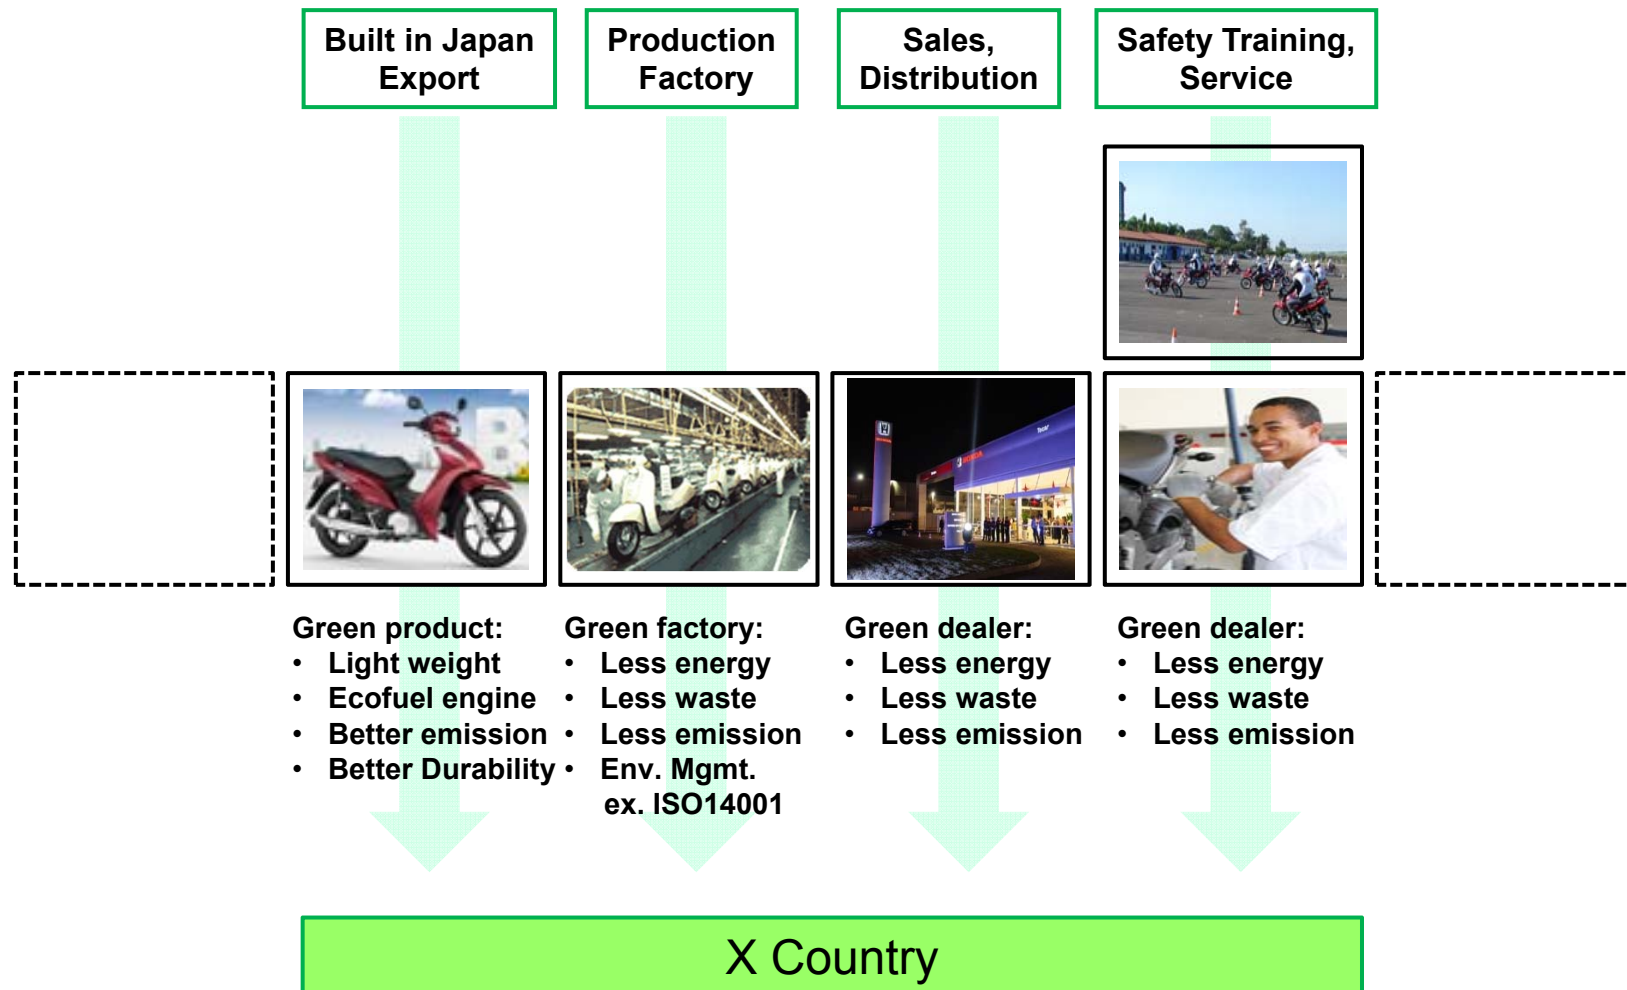 Built in Japan
Export
Production
Factory
Sales,
Distribution
Safety Training,
Service
HONDA
Green product:
• Light weight
• Ecofuel engine
• Better emission
• Better Durability
Green factory:
• Less energy
• Less waste
• Less emission
• Env. Mgmt.
ex. ISO14001
Green dealer:
• Less energy
• Less waste
• Less emission
Green dealer:
• Less energy
• Less waste
• Less emission
X Country